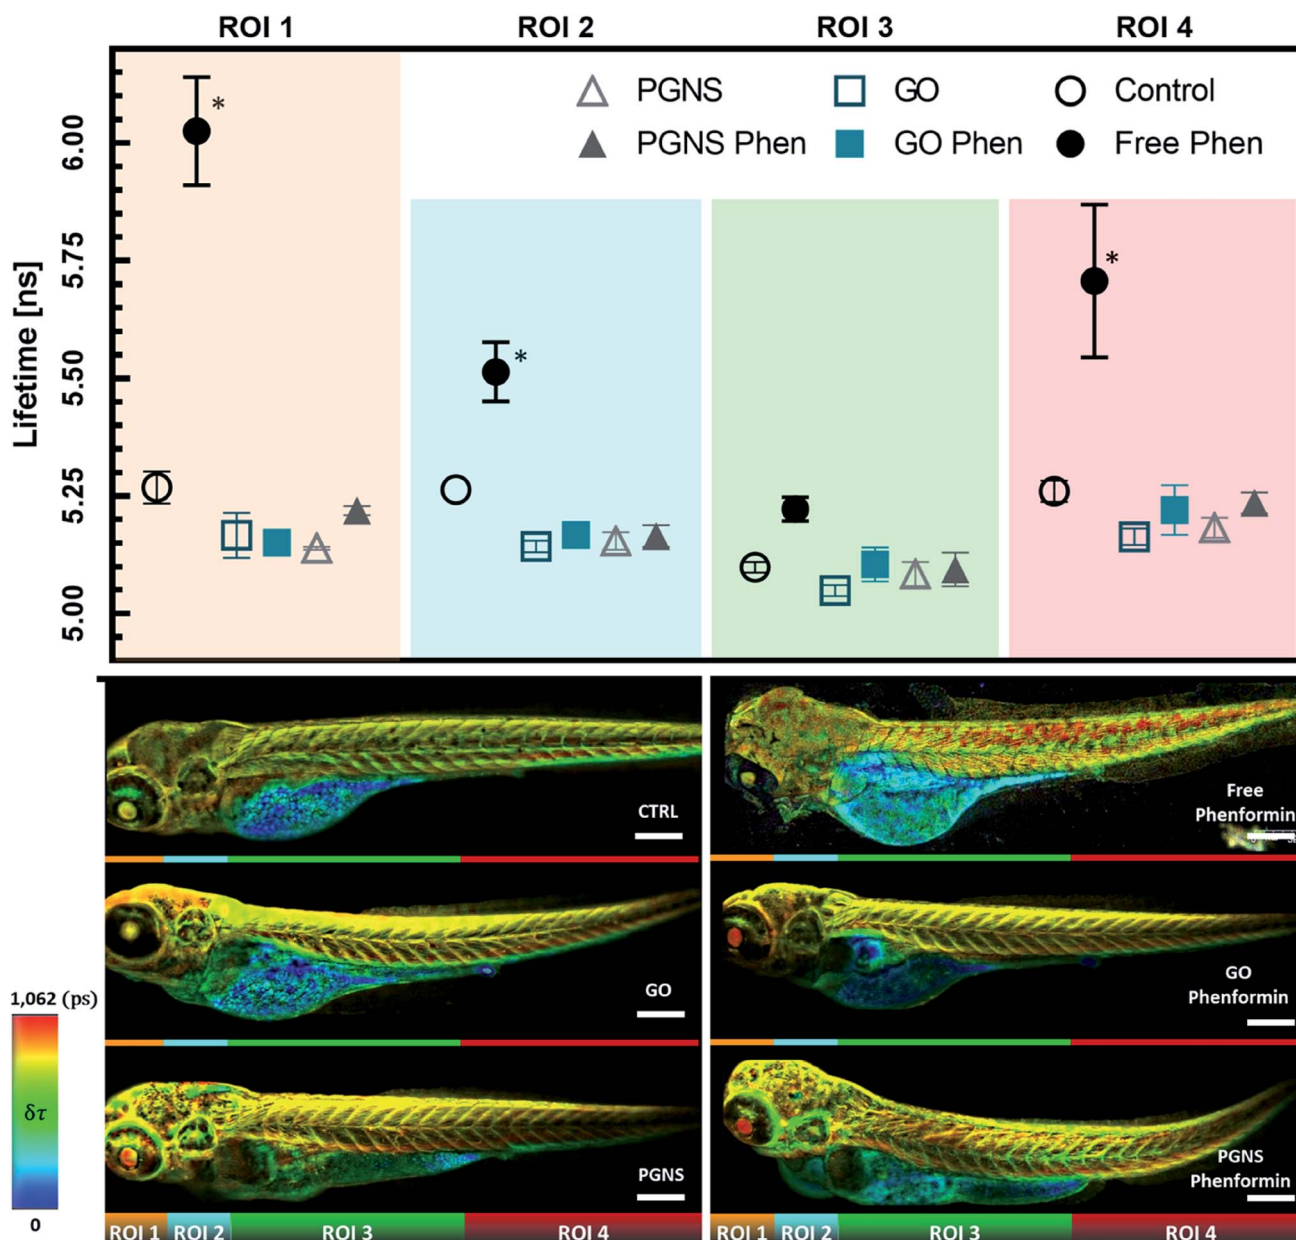 ROI 1 ROI 2 ROI 3 ROI 4
PGNS GO Control
PGNS Phen GO Phen Free Phen
Lifetime [ns]
6.00
5.75
5.50
5.25
5.00
*
*
*
CTRL
Free
Phenformin
GO
GO
Phenformin
PGNS
PGNS
Phenformin
1,062 (ps)
δτ
0
ROI 1 ROI 2 ROI 3 ROI 4
ROI 1 ROI 2 ROI 3 ROI 4